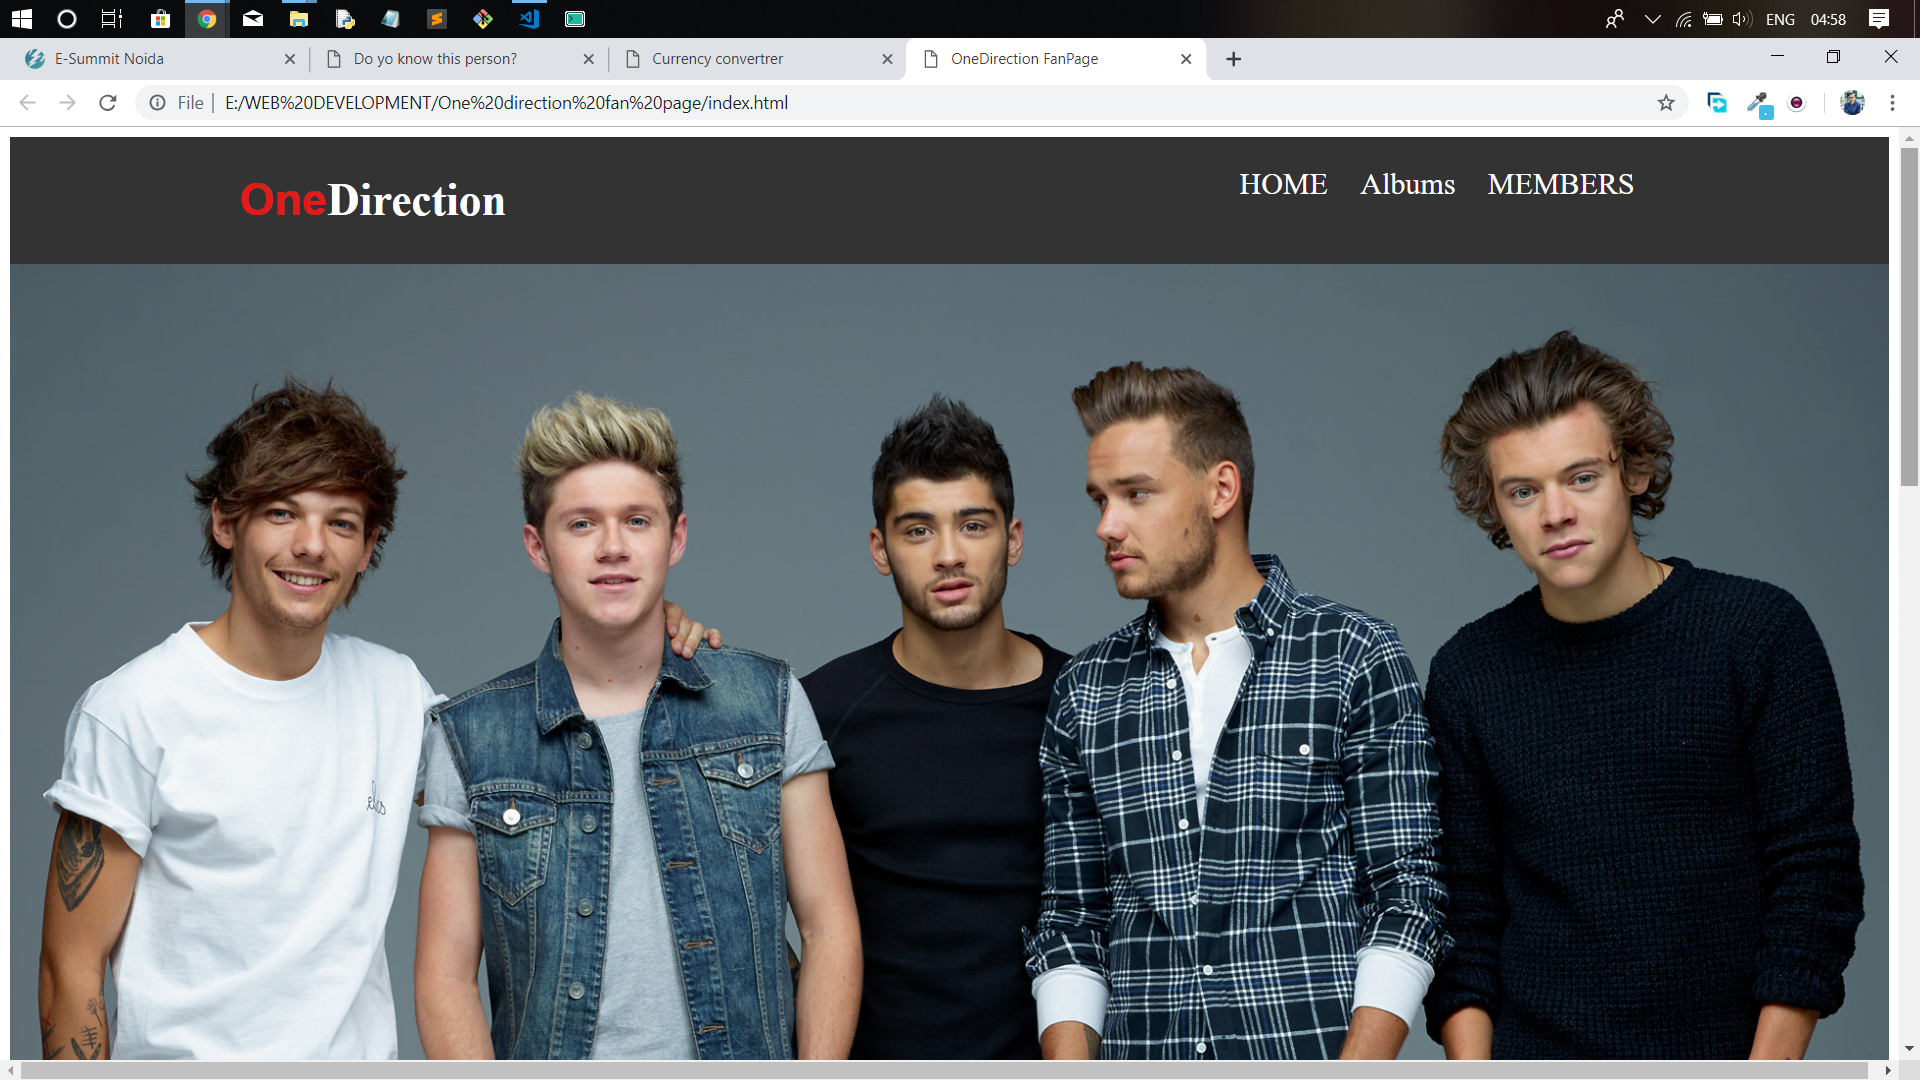 ENG 04:58
E-Summit Noida Do yo know this person? Currency convertrer OneDirection FanPage
File E:/WEB%20DEVELOPMENT/One%20direction%20fan%20page/index.html
OneDirection HOME Albums MEMBERS